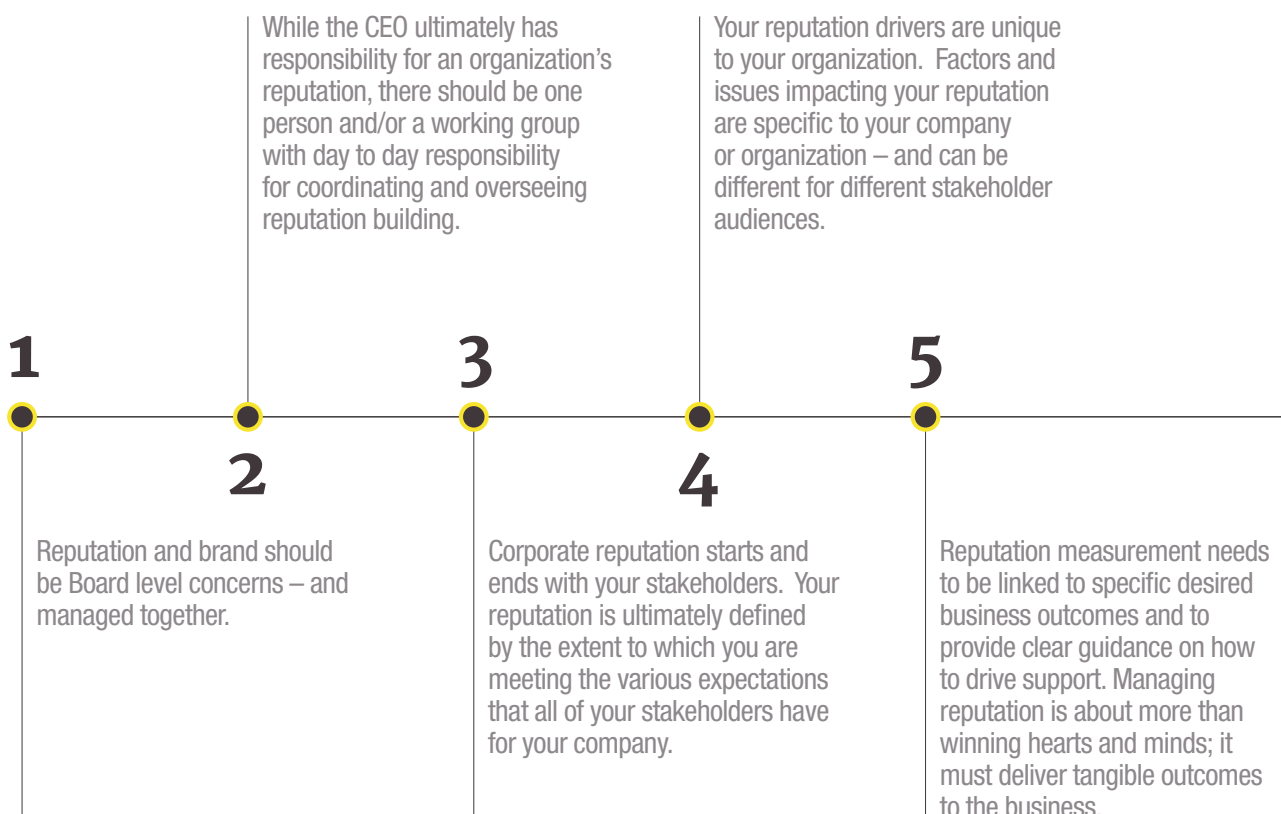 1
Reputation and brand should
be Board level concerns – and
managed together.
2
While the CEO ultimately has
responsibility for an organization’s
reputation, there should be one
person and/or a working group
with day to day responsibility
for coordinating and overseeing
reputation building.
3
Corporate reputation starts and
ends with your stakeholders.  Your
reputation is ultimately defined
by the extent to which you are
meeting the various expectations
that all of your stakeholders have
for your company.
4
Your reputation drivers are unique
to your organization.  Factors and
issues impacting your reputation
are specific to your company
or organization – and can be
different for different stakeholder
audiences.
5
Reputation measurement needs
to be linked to specific desired
business outcomes and to
provide clear guidance on how
to drive support. Managing
reputation is about more than
winning hearts and minds; it
must deliver tangible outcomes
to the business.